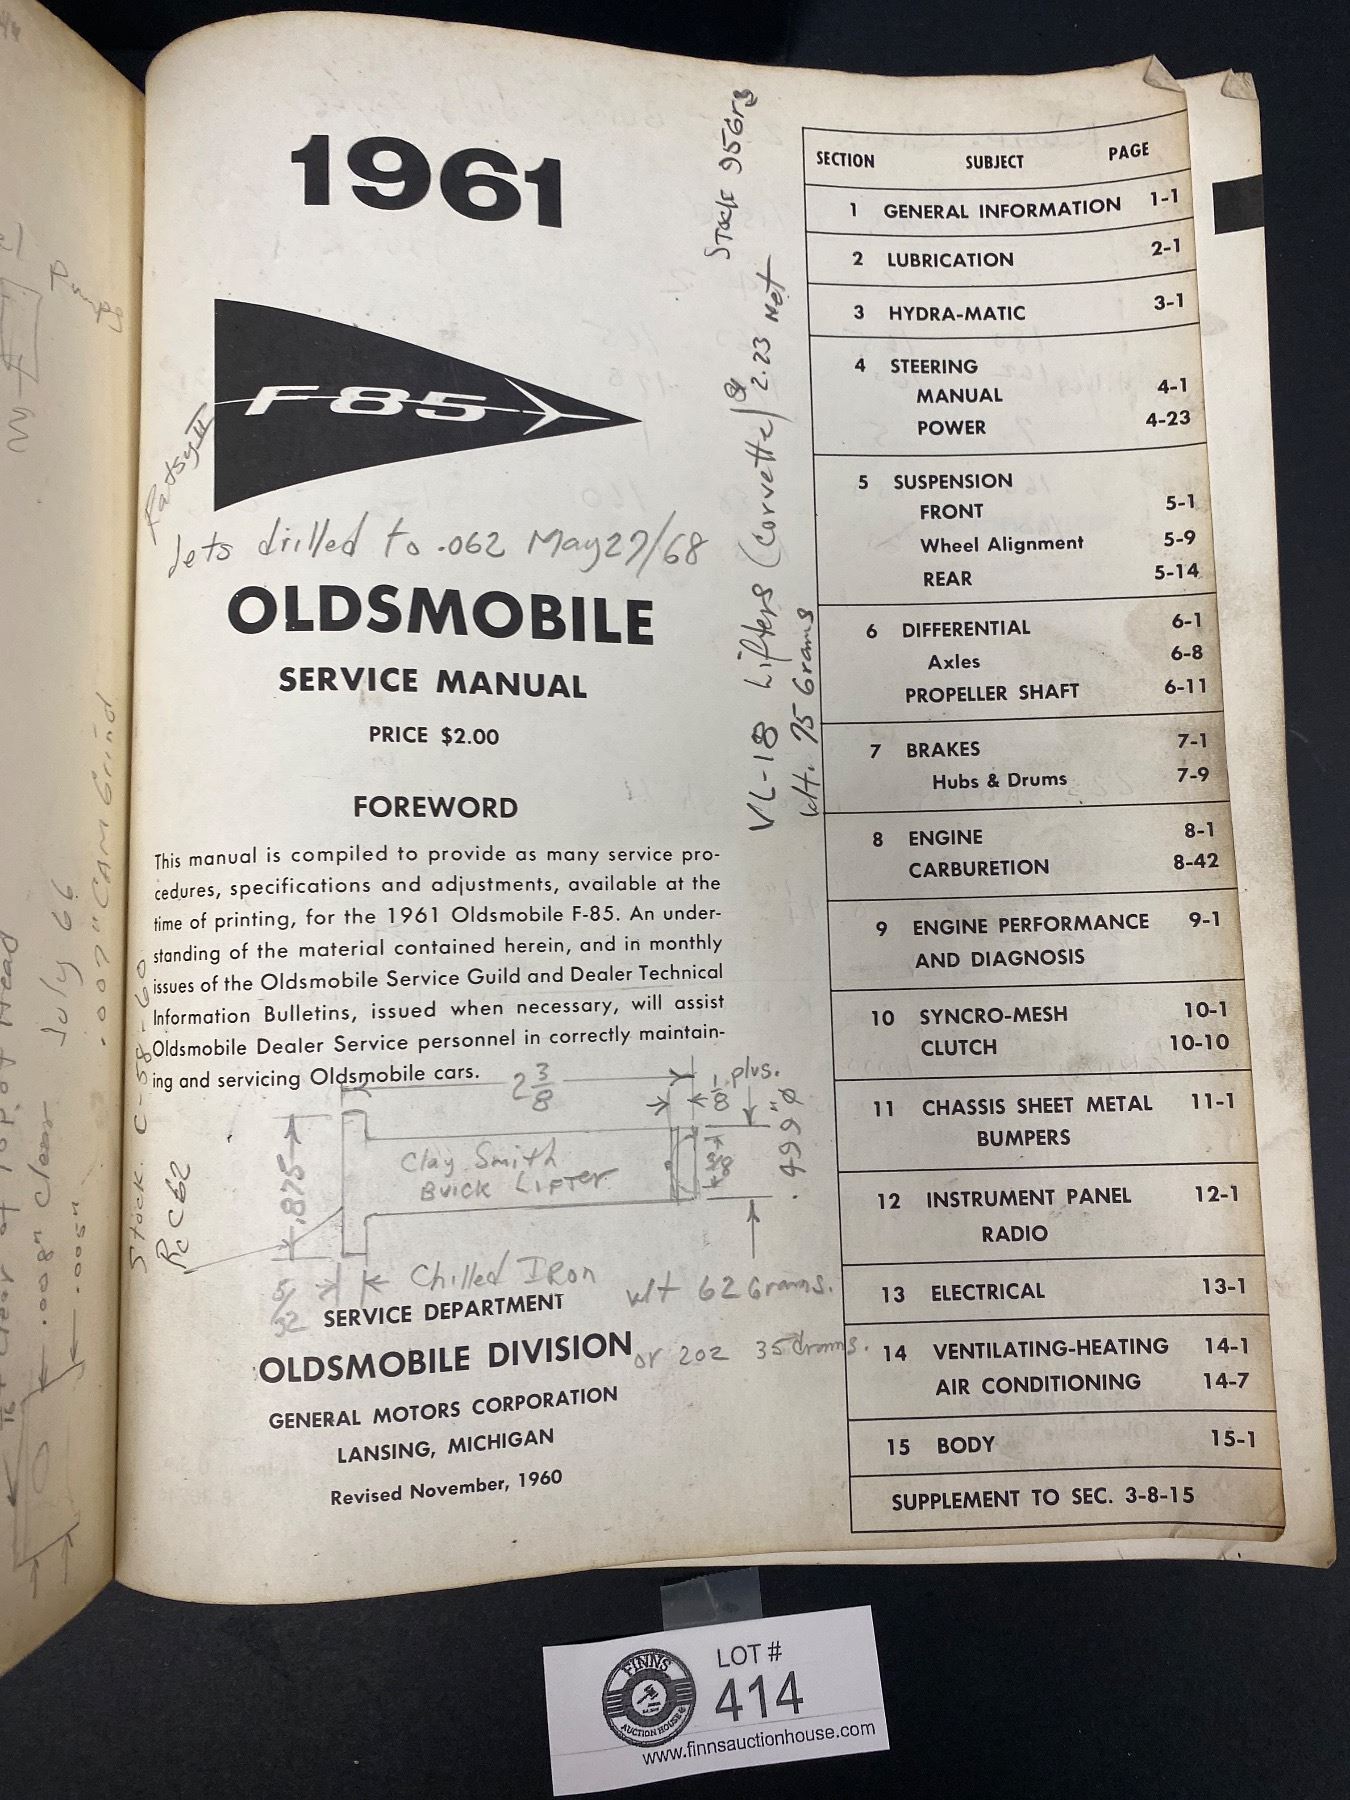 1961
F85
Jets drilled to .062 May 27/68
OLDSMOBILE
SERVICE MANUAL
PRICE $2.00
FOREWORD
This manual is compiled to provide as many service pro-
cedures, specifications and adjustments, available at the
time of printing, for the 1961 Oldsmobile F-85. An under-
standing of the material contained herein, and in monthly
issues of the Oldsmobile Service Guild and Dealer Technical
Information Bulletins, issued when necessary, will assist
Oldsmobile Dealer Service personnel in correctly maintain-
ing and servicing Oldsmobile cars.
2 3/8
1/8 plus.
.875
Clay Smith
Buick Lifter
3/8
.499"Ø
5/32
Chilled Iron
wt 62 Grams.
or 2oz 35 drams.
SERVICE DEPARTMENT
OLDSMOBILE DIVISION
GENERAL MOTORS CORPORATION
LANSING, MICHIGAN
Revised November, 1960
Stock C-58-60
Rc C62
Stock 95Grs
VL-18 Lifters (Corvette)
2.23 Net
Wt. 75 Grams
SECTION SUBJECT PAGE
1 GENERAL INFORMATION 1-1
2 LUBRICATION 2-1
3 HYDRA-MATIC 3-1
4 STEERING
MANUAL 4-1
POWER 4-23
5 SUSPENSION
FRONT 5-1
Wheel Alignment 5-9
REAR 5-14
6 DIFFERENTIAL 6-1
Axles 6-8
PROPELLER SHAFT 6-11
7 BRAKES 7-1
Hubs & Drums 7-9
8 ENGINE 8-1
CARBURETION 8-42
9 ENGINE PERFORMANCE 9-1
AND DIAGNOSIS
10 SYNCRO-MESH 10-1
CLUTCH 10-10
11 CHASSIS SHEET METAL 11-1
BUMPERS
12 INSTRUMENT PANEL 12-1
RADIO
13 ELECTRICAL 13-1
14 VENTILATING-HEATING 14-1
AIR CONDITIONING 14-7
15 BODY 15-1
SUPPLEMENT TO SEC. 3-8-15
July 66
.007" CAM Grind
.008" Clear
.005"
FINNS
AUCTION HOUSE
LOT #
414
www.finnsauctionhouse.com